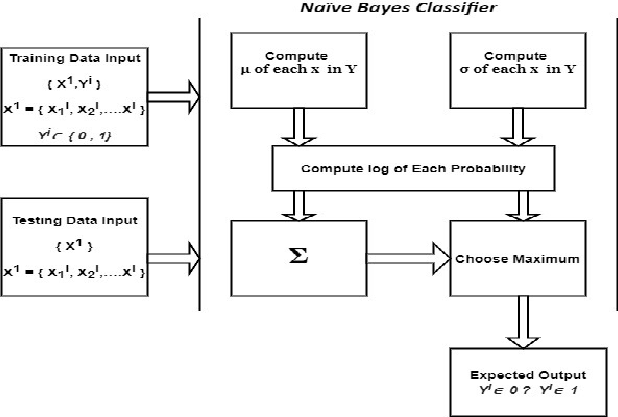 Naïve Bayes Classifier
Training Data Input
{ X¹,Yⁱ }
X¹ = { X₁ᴵ, X₂ᴵ,....Xᴵ }
Yⁱ ⊂ { 0 , 1}
Compute
μ of each x in Y
Compute
σ of each x in Y
Compute log of Each Probability
Testing Data Input
{ X¹ }
X¹ = { X₁ᴵ, X₂ᴵ,....Xᴵ }
Σ
Choose Maximum
Expected Output
Yⁱ ∈ 0 ? Yⁱ ∈ 1